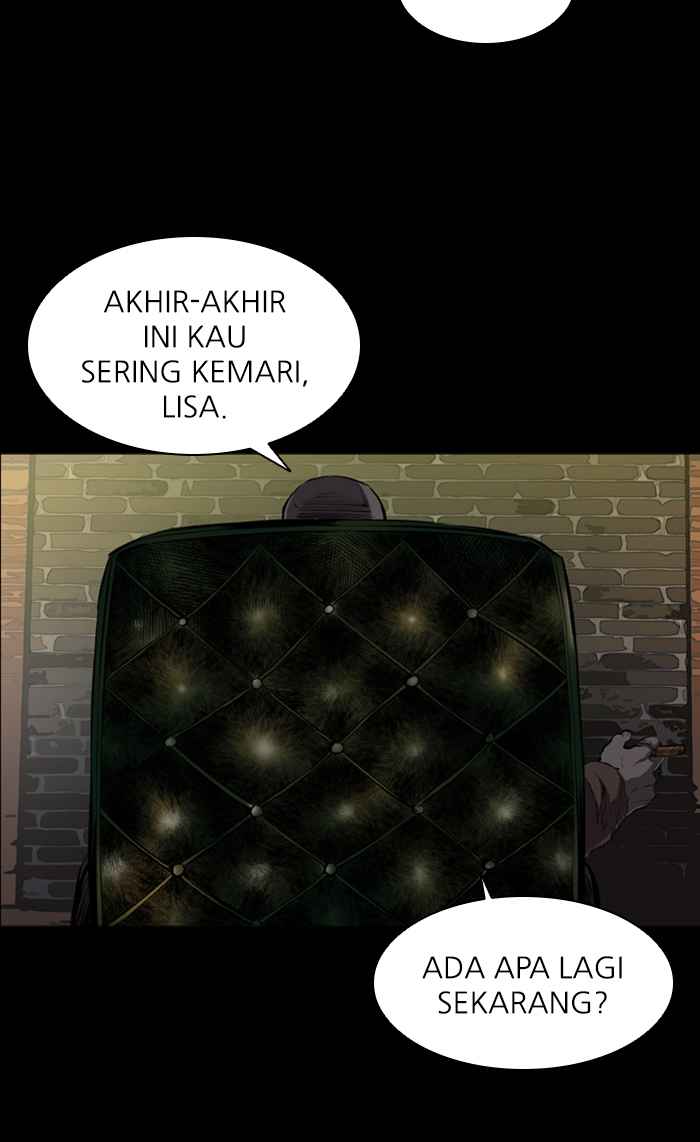 AKHIR-AKHIR
INI KAU
SERING KEMARI,
LISA.
ADA APA LAGI
SEKARANG?